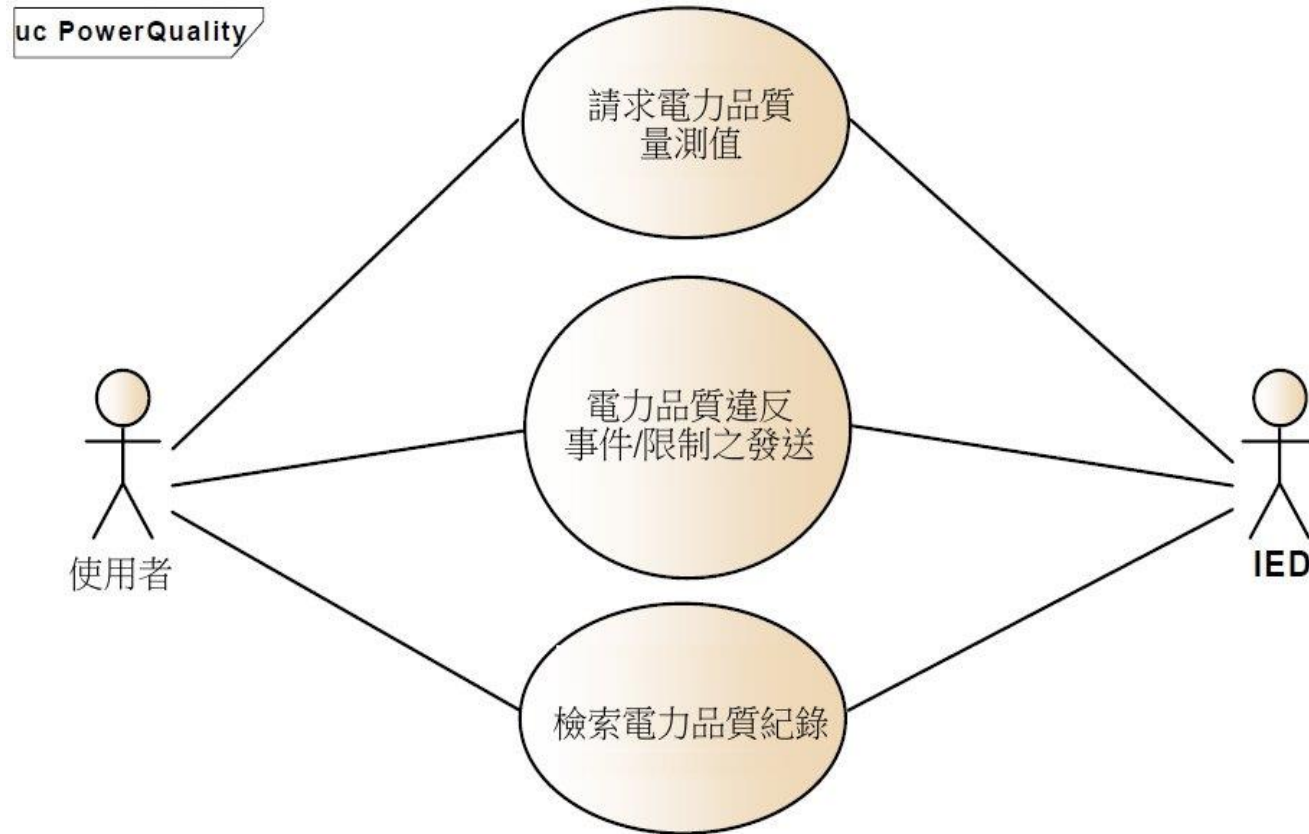 uc PowerQuality
請求電力品質
量測值
電力品質違反
事件/限制之發送
使用者
IED
檢索電力品質紀錄